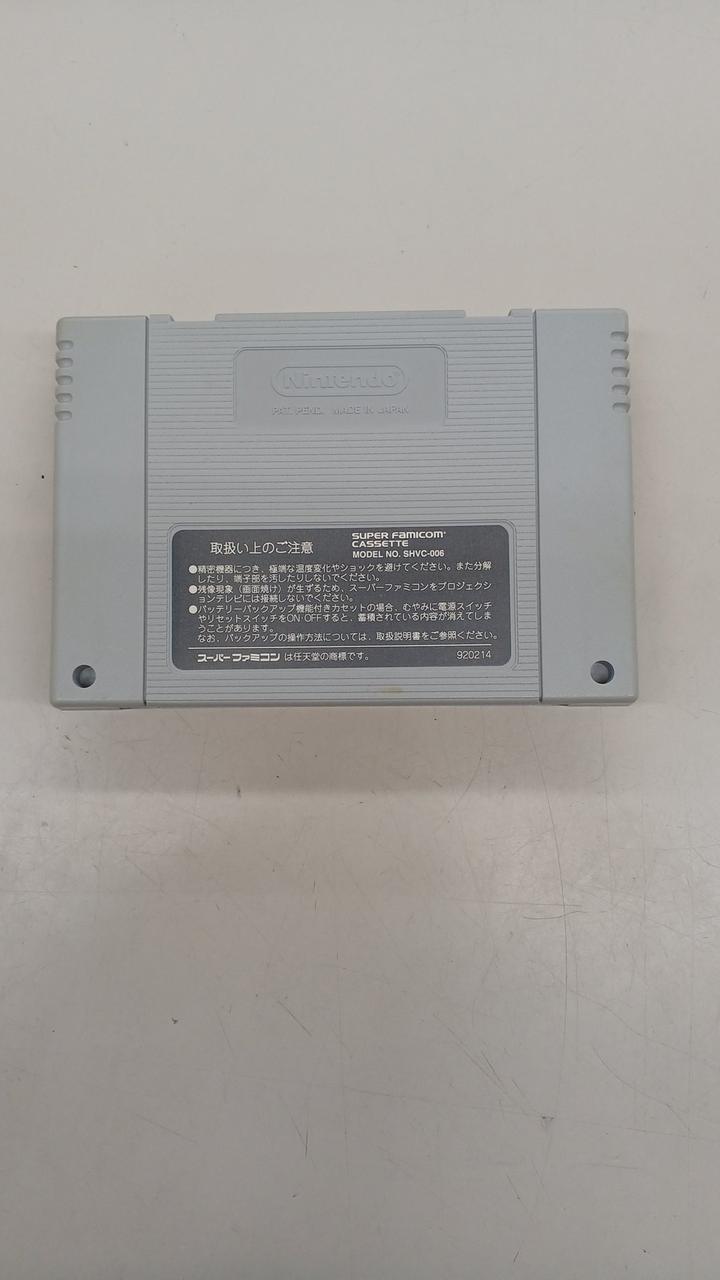 Nintendo
PAT. PEND. MADE IN JAPAN
取扱い上のご注意
SUPER FAMICOM
CASSETTE
MODEL NO. SHVC-006
●精密機器につき、極端な温度変化やショックを避けてください。また分解
したり、端子部を汚したりしないでください。
●残像現象（画面焼け）が生ずるため、スーパーファミコンをプロジェクシ
ョンテレビには接続しないでください。
●バッテリーバックアップ機能付きカセットの場合、むやみに電源スイッチ
やリセットスイッチをON・OFFすると、蓄積されている内容が消えてしま
うことがあります。
なお、バックアップの操作方法については、取扱説明書をご参照ください。
スーパーファミコンは任天堂の商標です。
920214